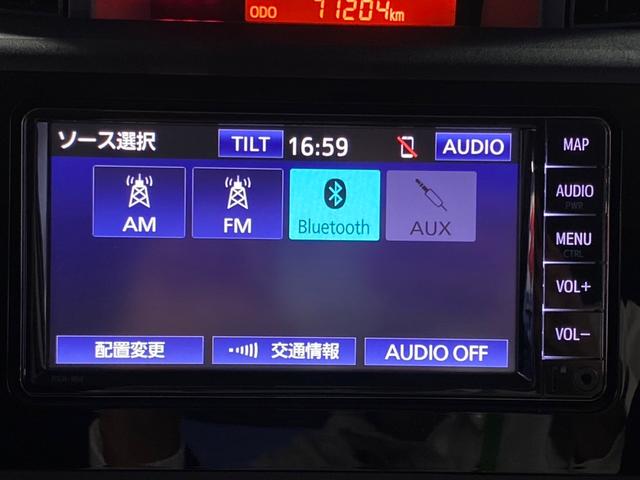 ODO 71204km
ソース選択 TILT 16:59 AUDIO
AM FM Bluetooth AUX
配置変更 交通情報 AUDIO OFF
MAP
AUDIO
PWR
MENU
CTRL
VOL+
VOL-